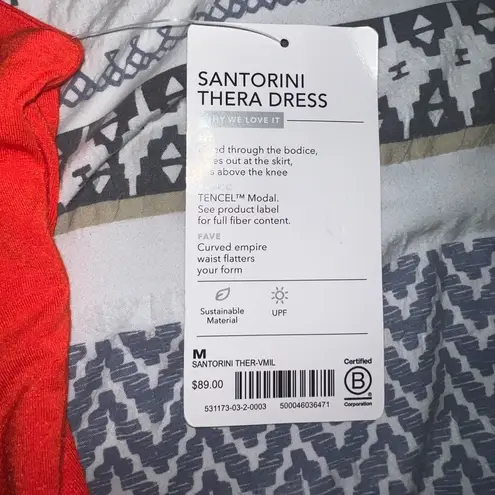 SANTORINI
THERA DRESS
WE LOVE IT
through the bodice,
out at the skirt,
above the knee
TENCEL™ Modal.
See product label
for full fiber content.
FAVE
Curved empire
waist flatters
your form
Sustainable
Material
UPF
M
SANTORINI THER-VMIL
$89.00
531173-03-2-0003
500046036471
Certified
B
Corporation